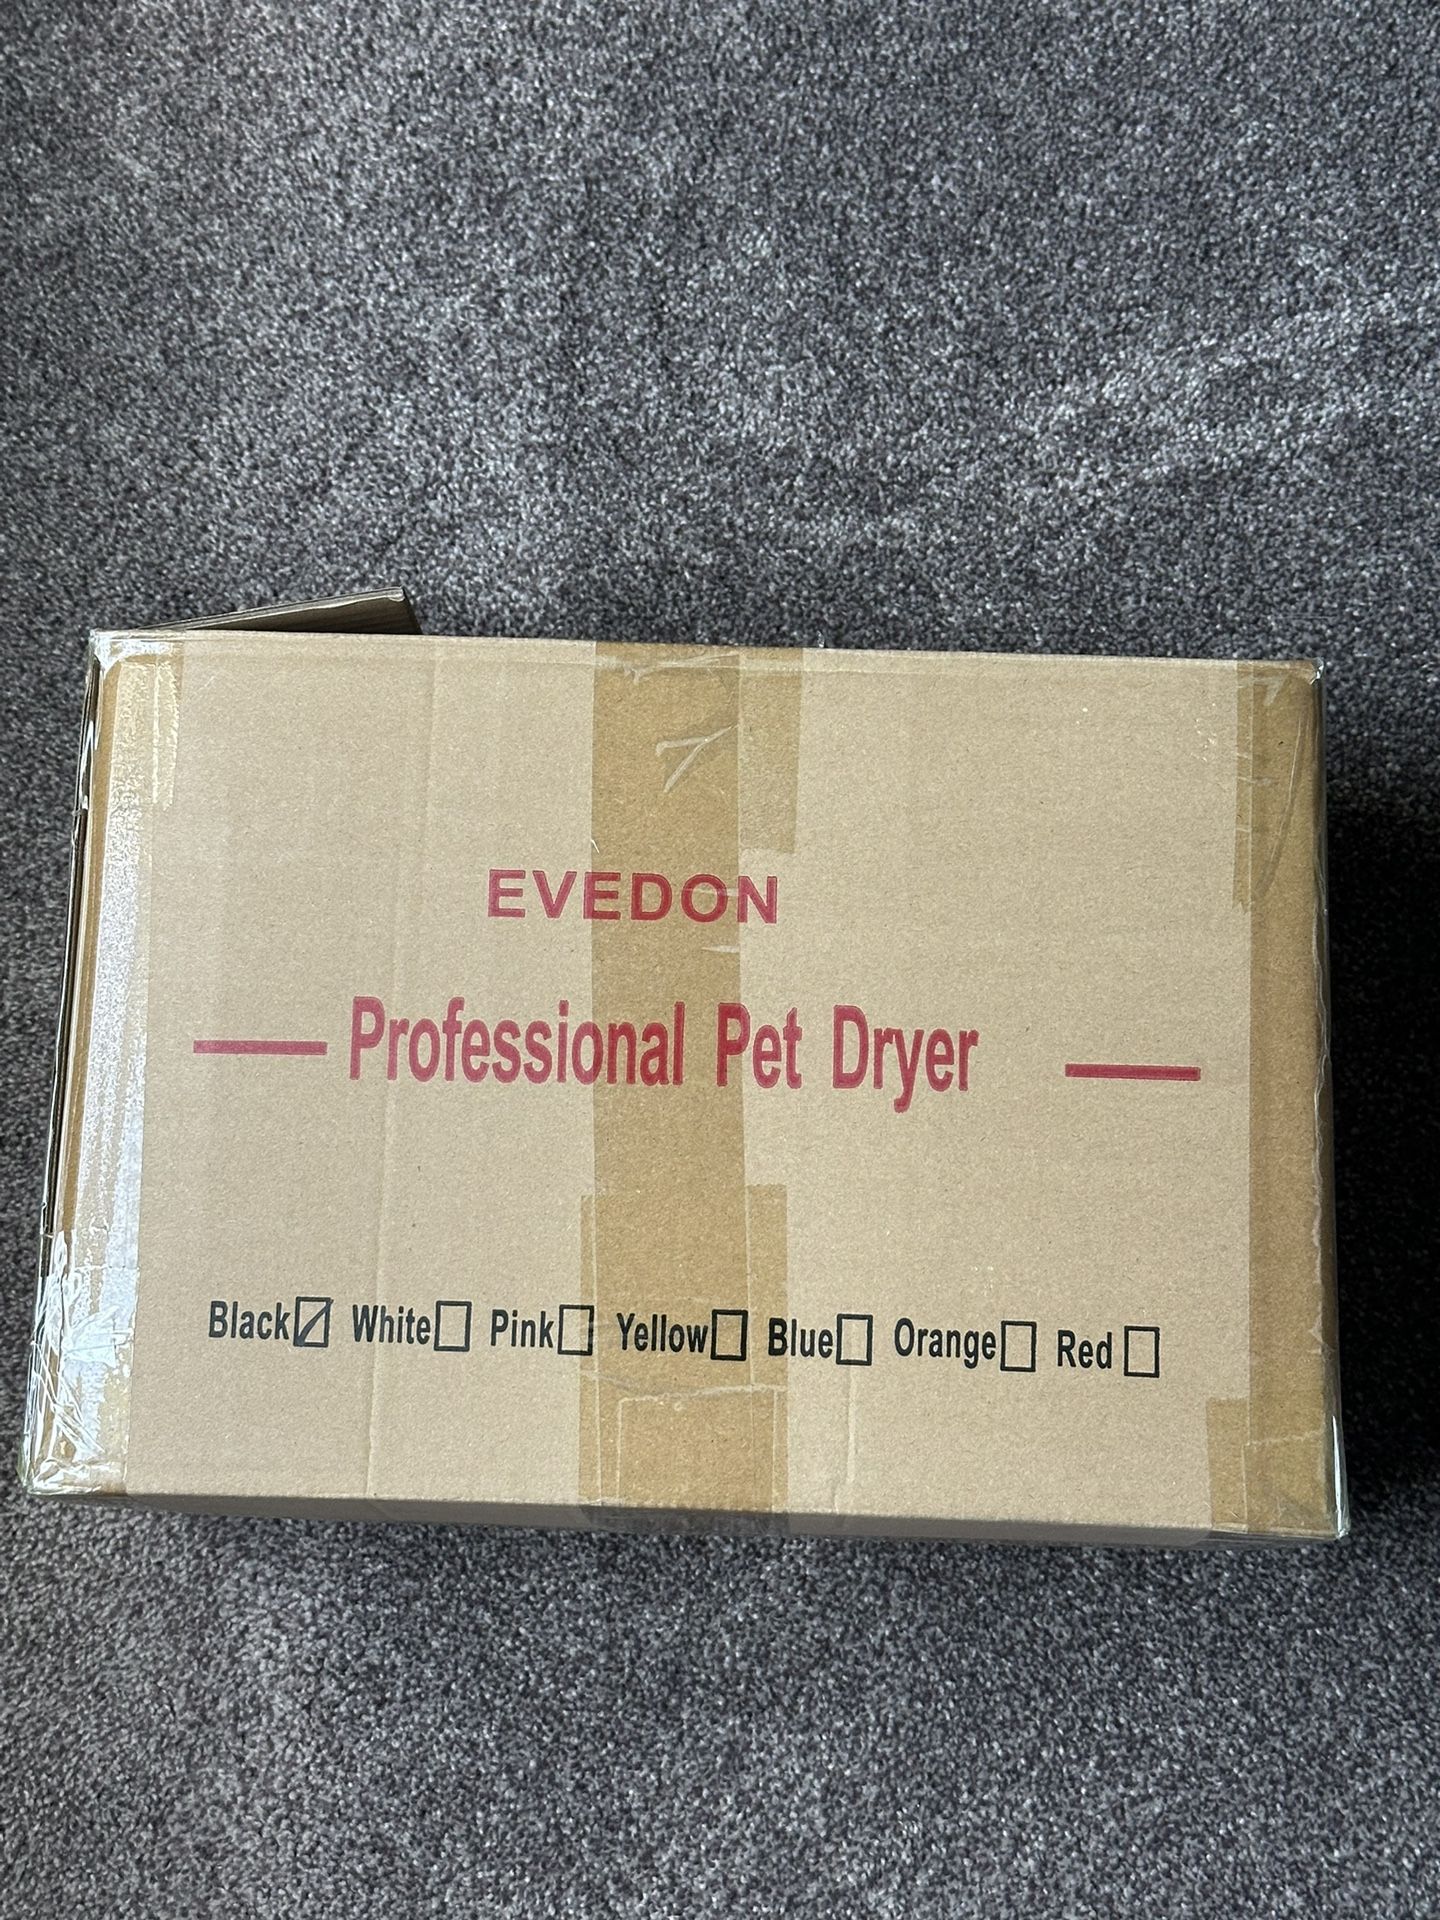 EVEDON
Professional Pet Dryer
Black☑ White☐ Pink☐ Yellow☐ Blue☐ Orange☐ Red☐